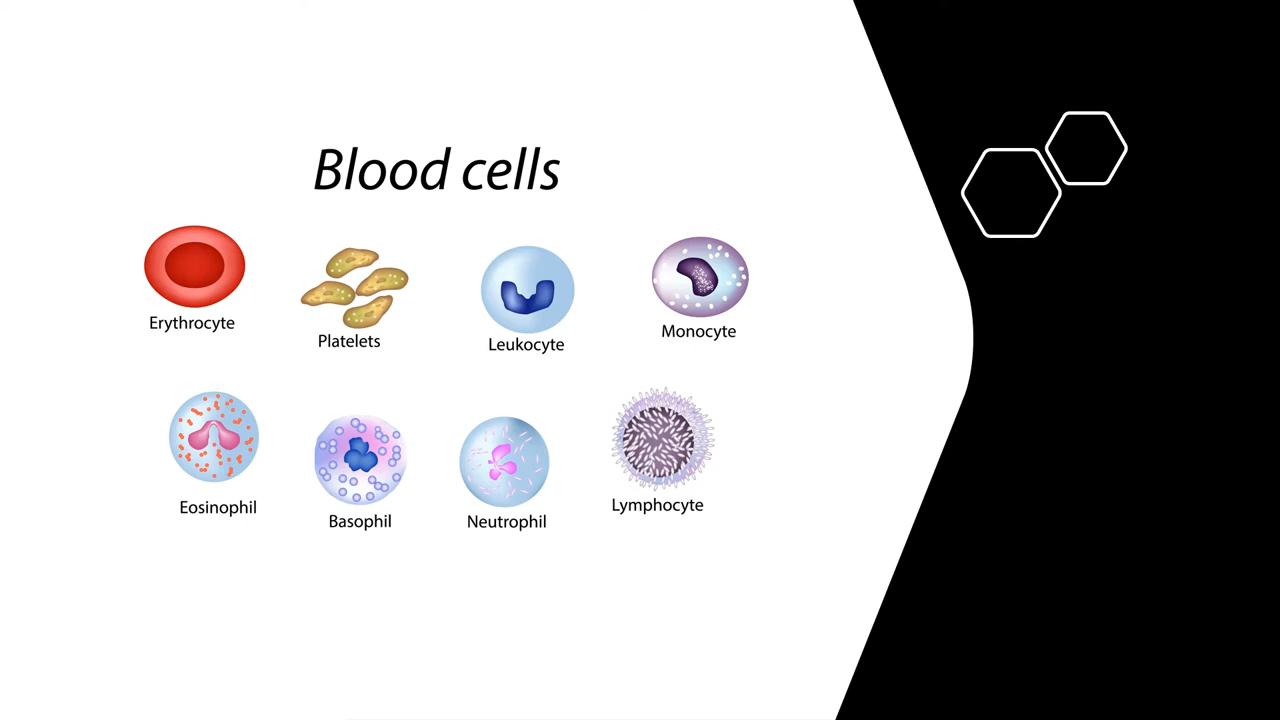 Blood cells
Erythrocyte
Platelets
Leukocyte
Monocyte
Eosinophil
Basophil
Neutrophil
Lymphocyte